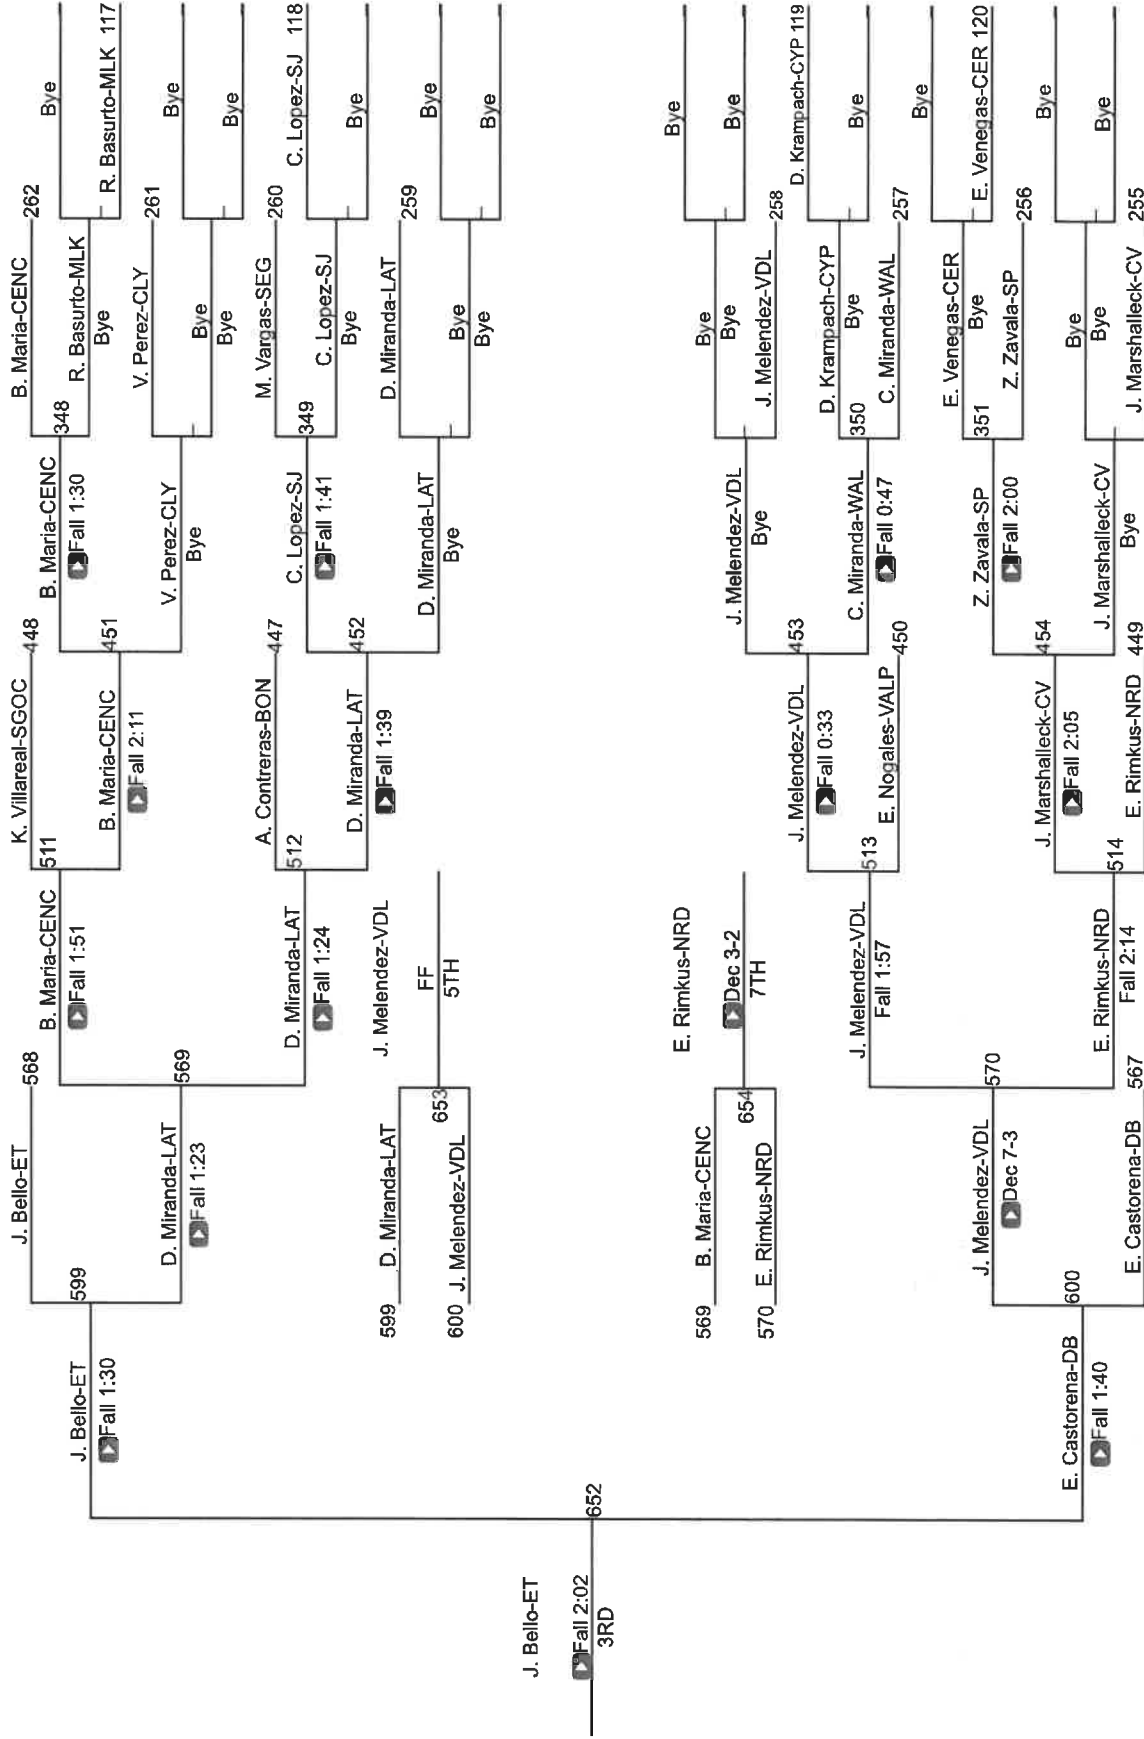 Bye
R. Basurto-MLK 117
Bye
Bye
C. Lopez-SJ 118
Bye
Bye
Bye
Bye
Bye
D. Krampach-CYP 119
Bye
Bye
E. Venegas-CER 120
Bye
Bye
B. Maria-CENC 262
R. Basurto-MLK
Bye
V. Perez-CLY 261
Bye
Bye
M. Vargas-SEG 260
C. Lopez-SJ
Bye
D. Miranda-LAT 259
Bye
Bye
Bye
Bye
J. Melendez-VDL 258
D. Krampach-CYP
Bye
C. Miranda-WAL 257
E. Venegas-CER
Bye
Z. Zavala-SP 256
Bye
Bye
J. Marshalleck-CV 255
B. Maria-CENC 348
Fall 1:30
V. Perez-CLY
Bye
C. Lopez-SJ 349
Fall 1:41
D. Miranda-LAT
Bye
J. Melendez-VDL
Bye
C. Miranda-WAL 350
Fall 0:47
Z. Zavala-SP 351
Fall 2:00
J. Marshalleck-CV
Bye
K. Villareal-SGOC 448
B. Maria-CENC 451
Fall 2:11
A. Contreras-BON 447
D. Miranda-LAT 452
Fall 1:39
J. Melendez-VDL 453
Fall 0:33
E. Nogales-VALP 450
J. Marshalleck-CV 454
Fall 2:05
E. Rimkus-NRD 449
B. Maria-CENC 511
Fall 1:51
D. Miranda-LAT 512
Fall 1:24
J. Melendez-VDL
FF
5TH
E. Rimkus-NRD
Dec 3-2
7TH
J. Melendez-VDL 513
Fall 1:57
E. Rimkus-NRD 514
Fall 2:14
J. Bello-ET 568
D. Miranda-LAT 569
Fall 1:23
599 D. Miranda-LAT
653
600 J. Melendez-VDL
569 B. Maria-CENC
654
570 E. Rimkus-NRD
J. Melendez-VDL 570
Dec 7-3
E. Castorena-DB 567
J. Bello-ET 599
Fall 1:30
E. Castorena-DB 600
Fall 1:40
J. Bello-ET
652
Fall 2:02
3RD